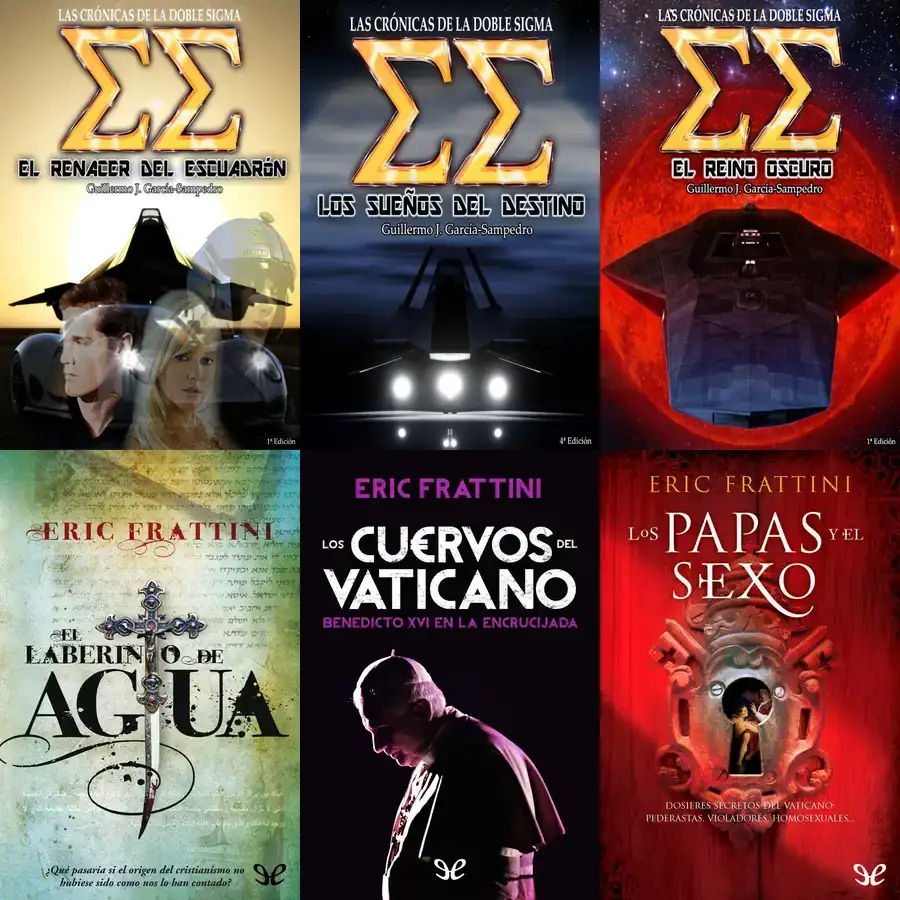 LAS CRÓNICAS DE LA DOBLE SIGMA
ΣΣ
EL RENACER DEL ESCUADRÓN
Guillermo J. García-Sampedro
1ª Edición
LAS CRÓNICAS DE LA DOBLE SIGMA
ΣΣ
LOS SUEÑOS DEL DESTINO
Guillermo J. García-Sampedro
4ª Edición
LAS CRÓNICAS DE LA DOBLE SIGMA
ΣΣ
EL REINO OSCURO
Guillermo J. García-Sampedro
ΣΣ
1ª Edición
ERIC FRATTINI
EL
LABERINTO DE
AGUA
¿Qué pasaría si el origen del cristianismo no
hubiese sido como nos lo han contado?
ERIC FRATTINI
LOS CUERVOS DEL
VATICANO
BENEDICTO XVI EN LA ENCRUCIJADA
ERIC FRATTINI
LOS PAPAS Y EL
SEXO
DOSIERES SECRETOS DEL VATICANO:
PEDERASTAS, VIOLADORES, HOMOSEXUALES...